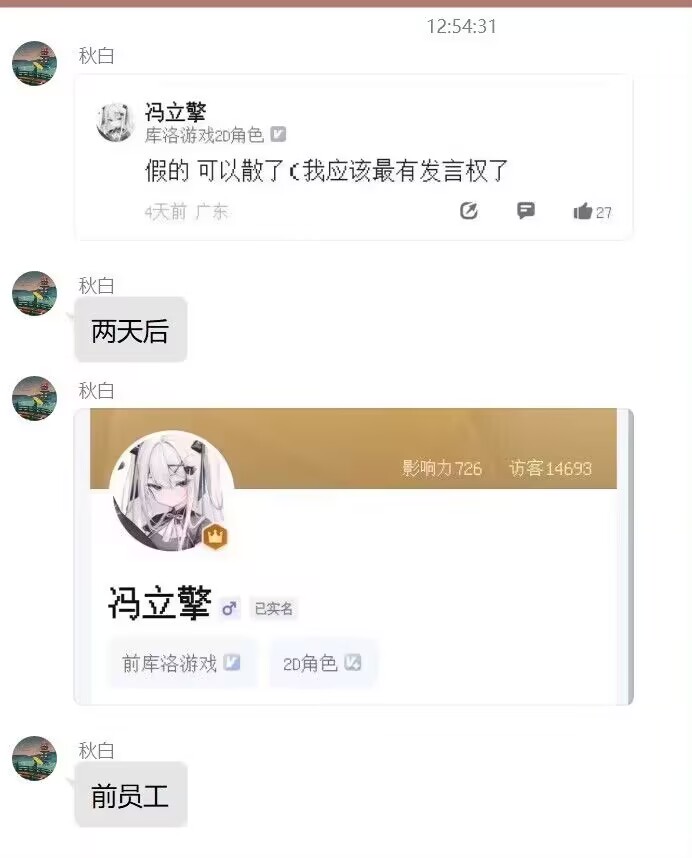 12:54:31
秋白
冯立擎
库洛游戏2D角色
假的 可以散了(我应该最有发言权了
4天前 广东
27
秋白
两天后
秋白
影响力726 访客14693
冯立擎 ♂ 已实名
前库洛游戏 2D角色
秋白
前员工